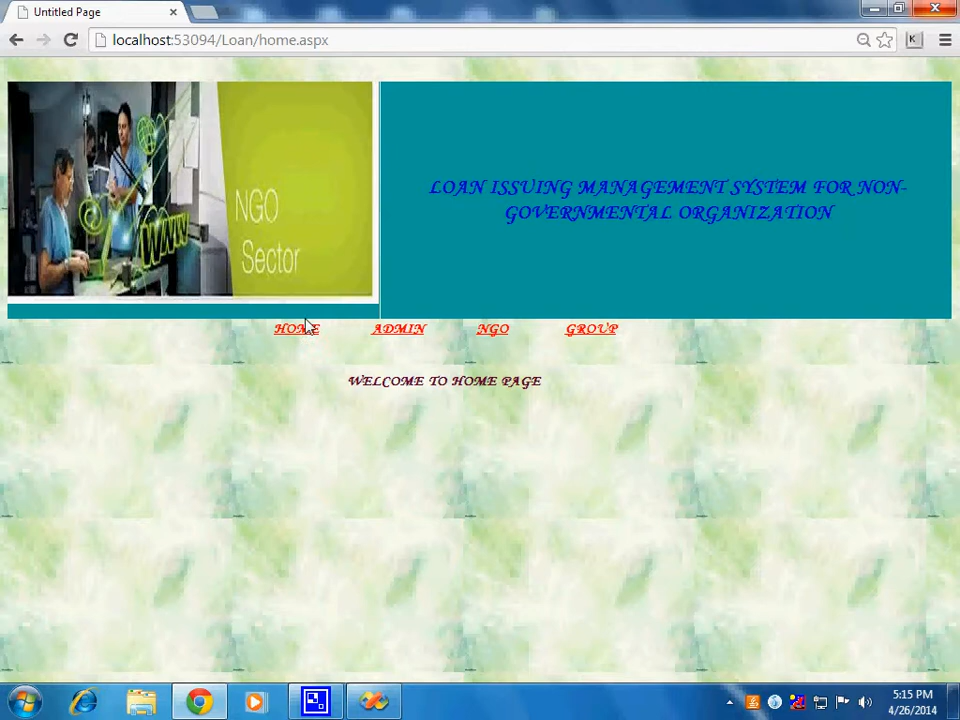 Untitled Page
localhost:53094/Loan/home.aspx
NGO
Sector
LOAN ISSUING MANAGEMENT SYSTEM FOR NON-
GOVERNMENTAL ORGANIZATION
HOME ADMIN NGO GROUP
WELCOME TO HOME PAGE
5:15 PM
4/26/2014